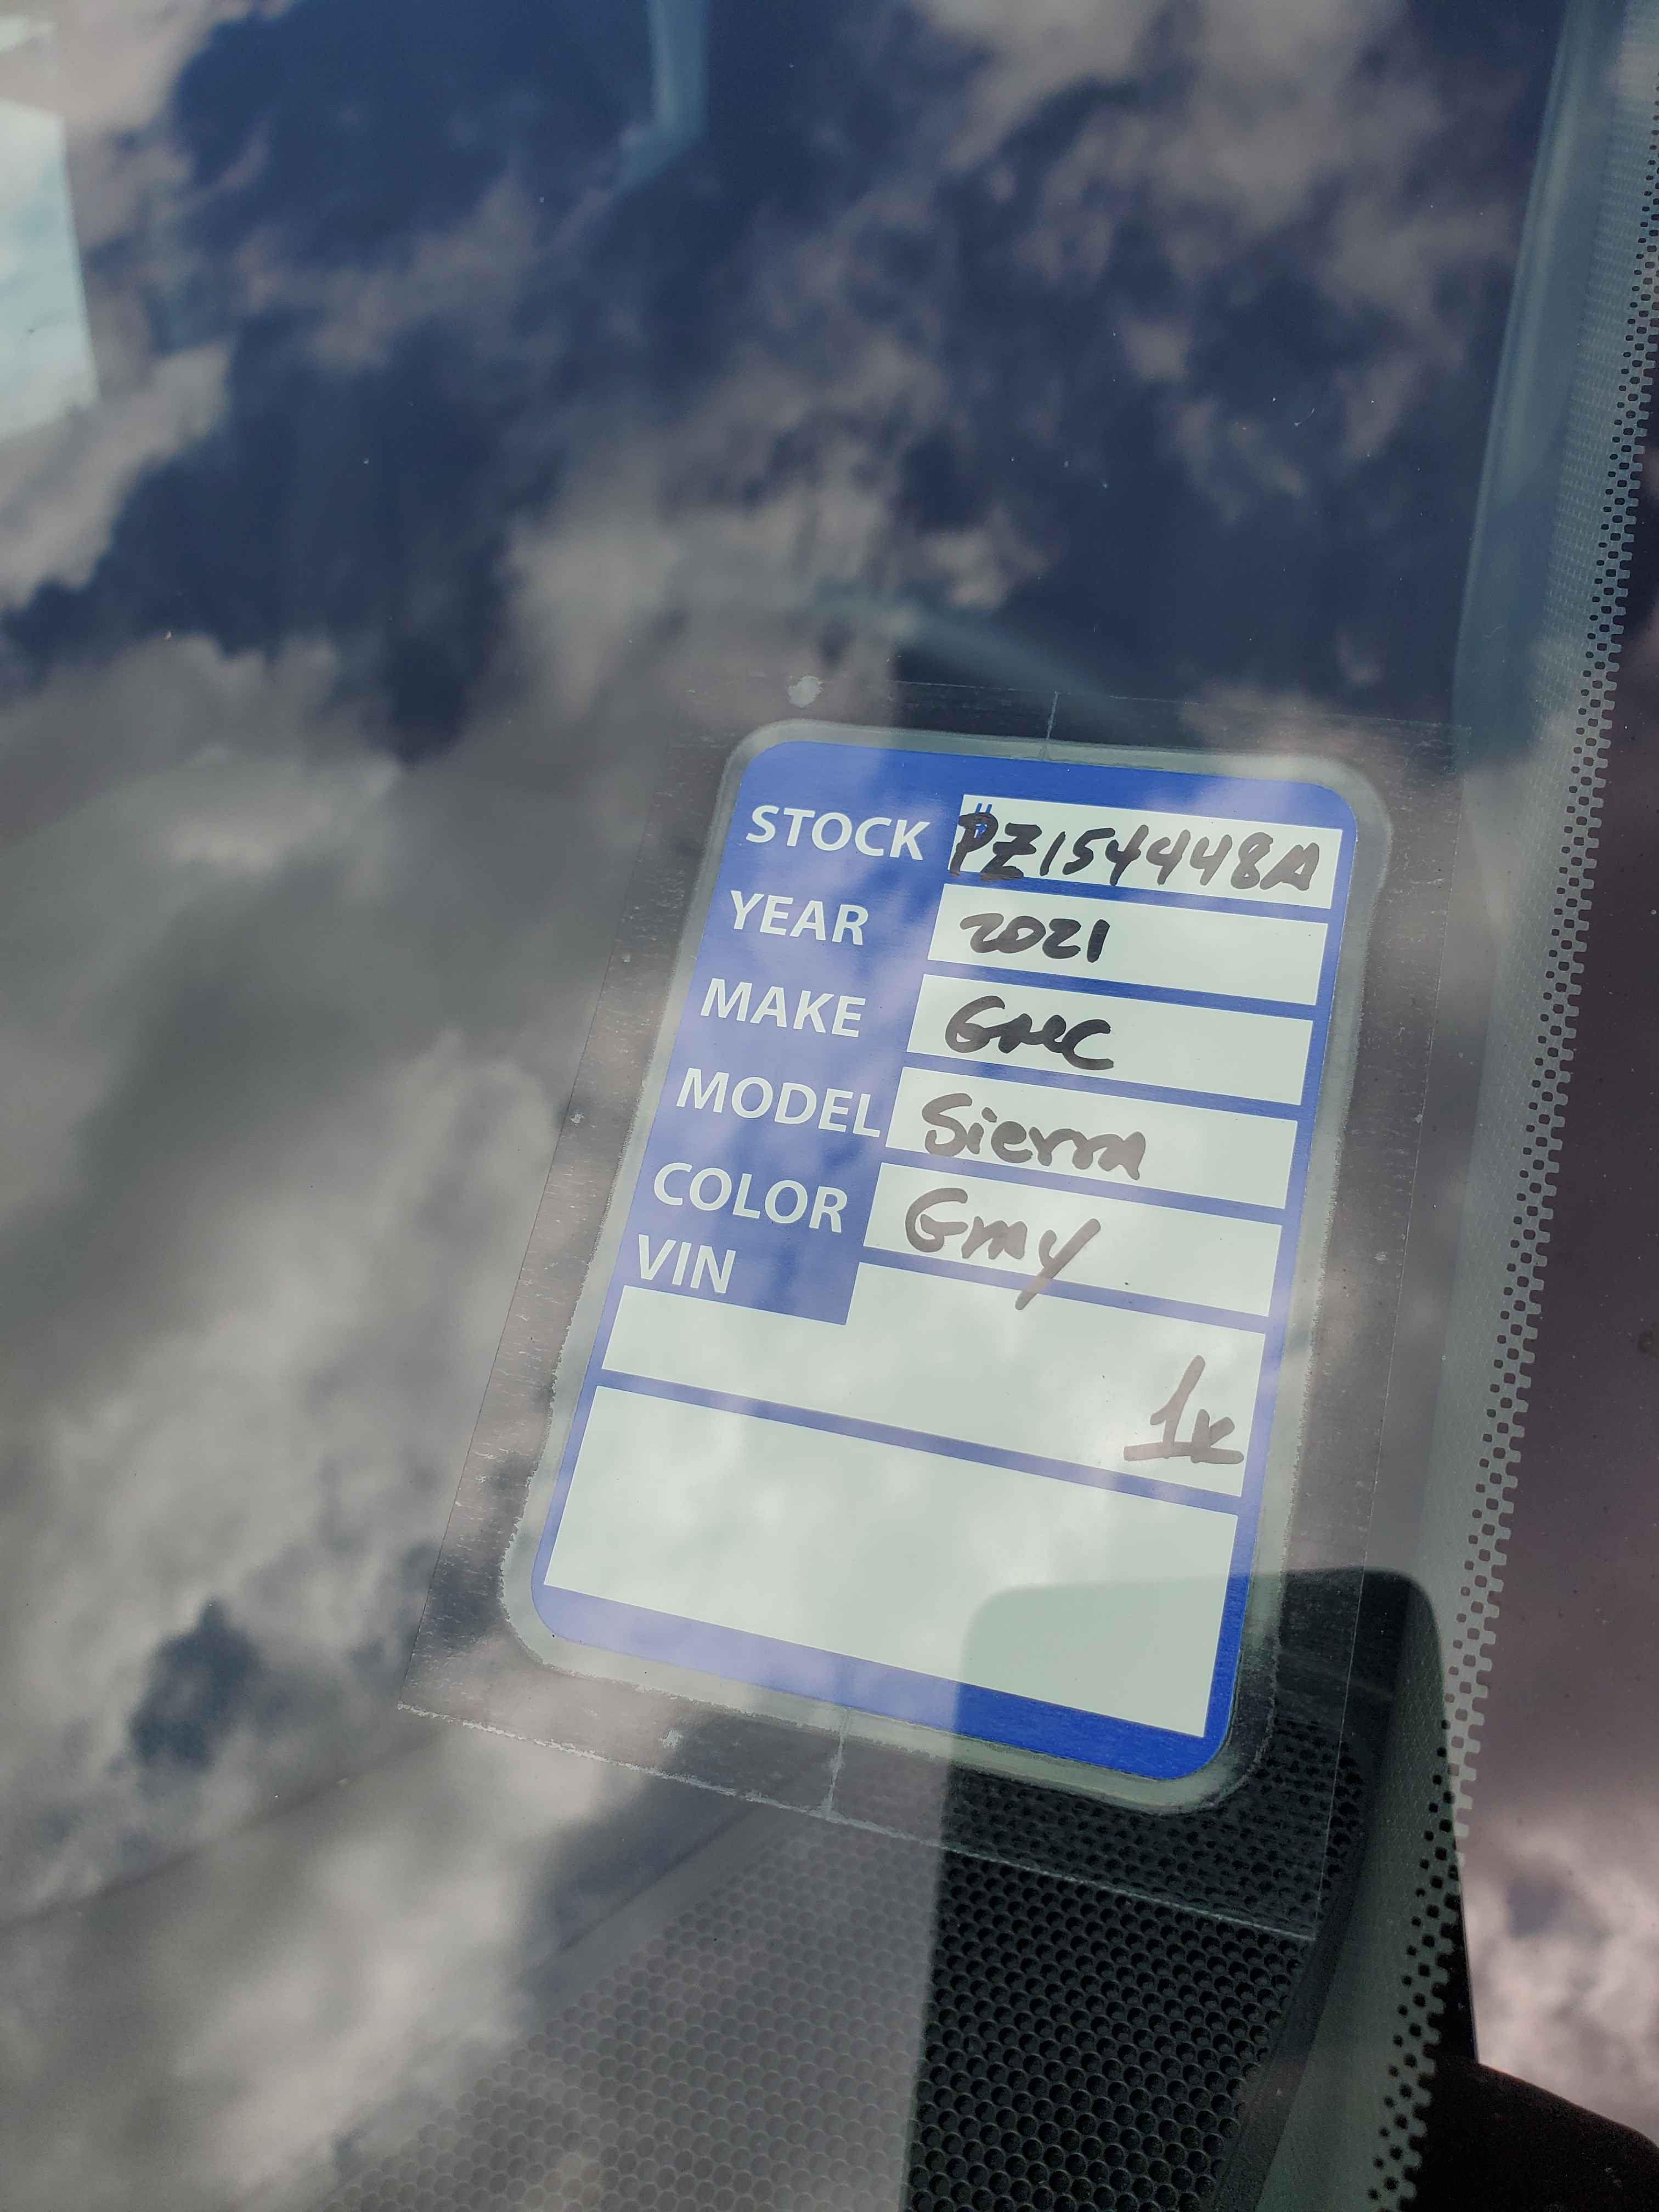 STOCK # PZ154448A
YEAR 2021
MAKE GMC
MODEL Sierra
COLOR Gray
VIN
1k